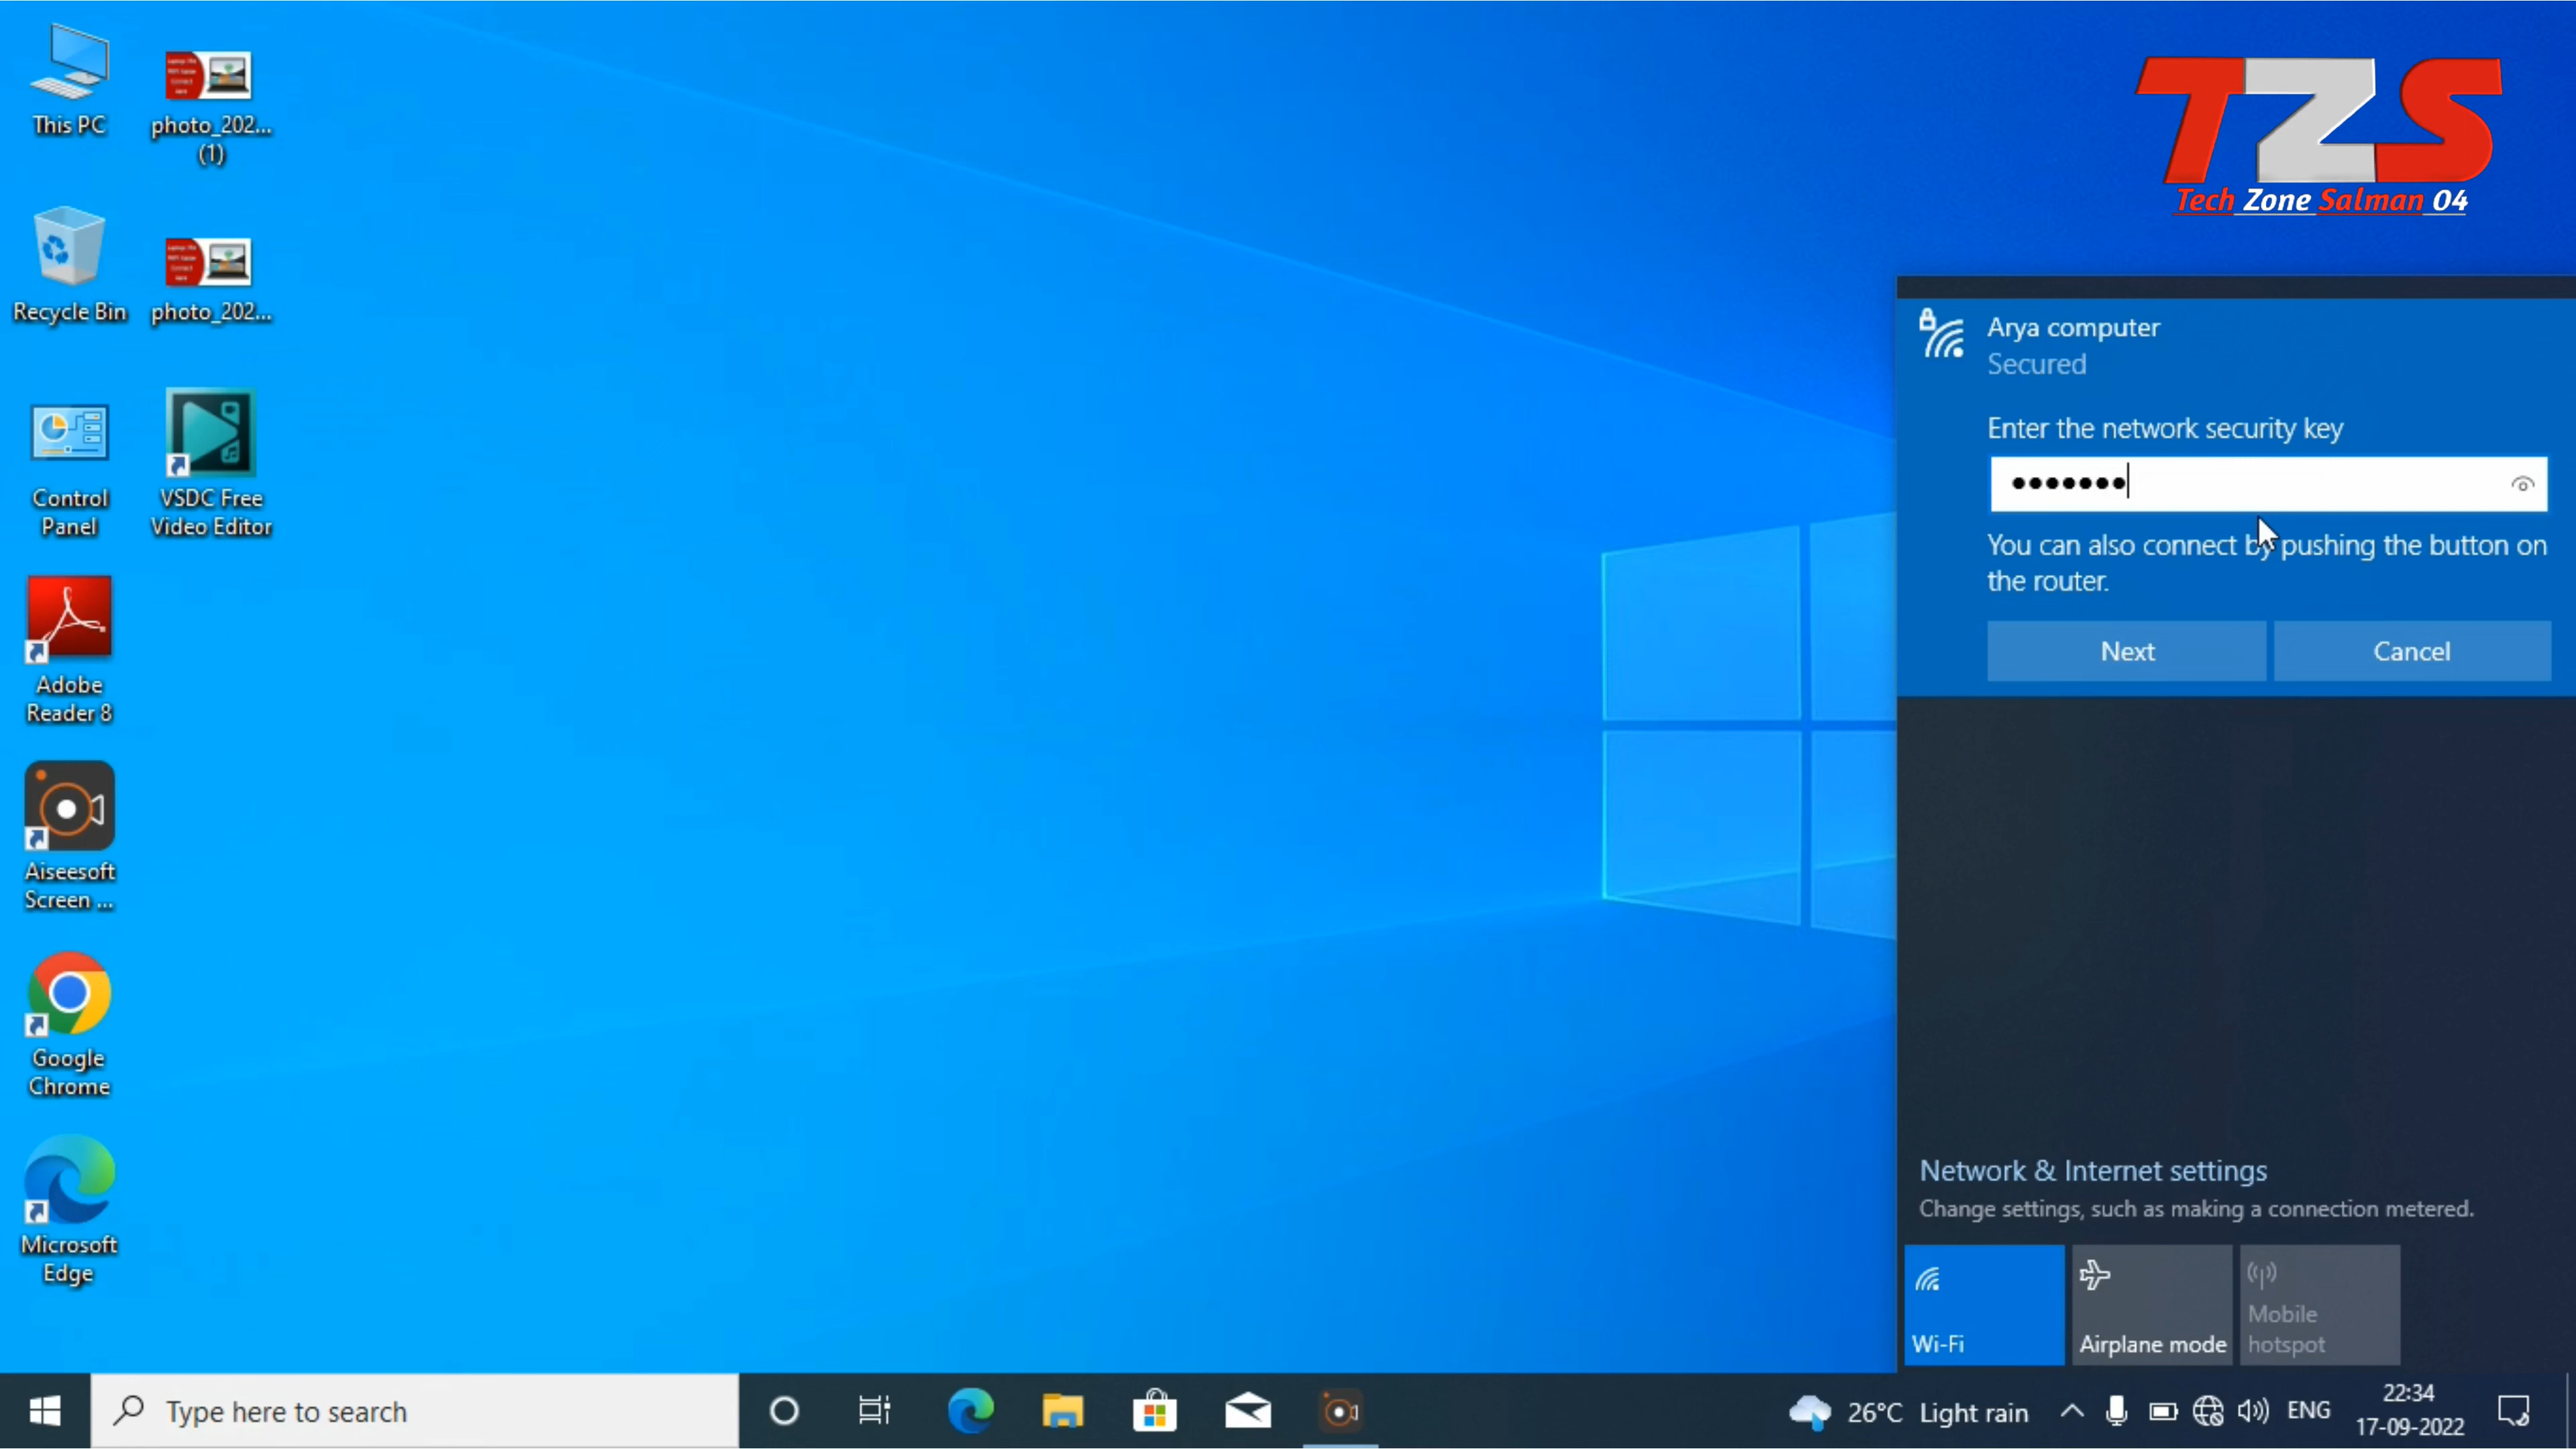 This PC
photo_202...
(1)
Recycle Bin
photo_202...
Control
Panel
VSDC Free
Video Editor
Adobe
Reader 8
Aiseesoft
Screen ...
Google
Chrome
Microsoft
Edge
TZS
Tech Zone Salman 04
Arya computer
Secured
Enter the network security key
You can also connect by pushing the button on
the router.
Next
Cancel
Network & Internet settings
Change settings, such as making a connection metered.
Wi-Fi
Airplane mode
Mobile
hotspot
Type here to search
26°C Light rain
ENG
22:34
17-09-2022